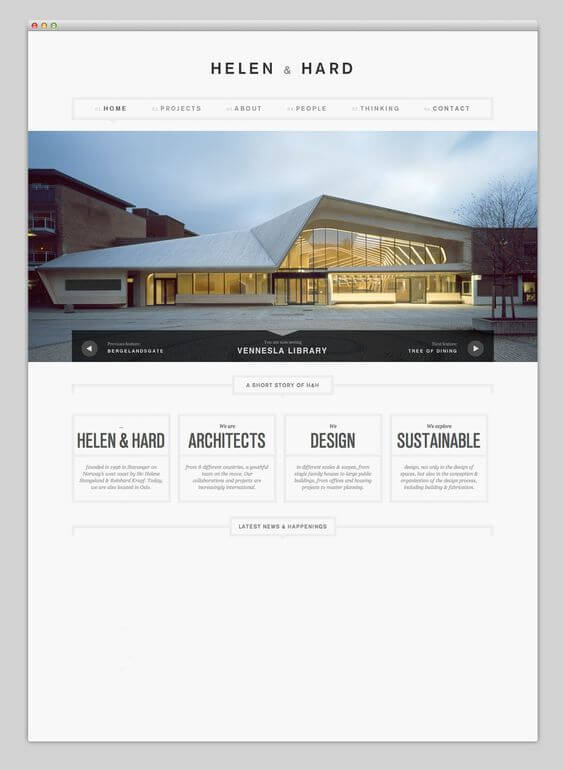 HELEN & HARD
01.HOME 02.PROJECTS 03.ABOUT 04.PEOPLE 05.THINKING 06.CONTACT
Previous feature:
BERGELANDSGATE
You are now seeing
VENNESLA LIBRARY
Next feature:
TREE OF DINING
A SHORT STORY OF H&H
...
HELEN & HARD
founded in 1996 in Stavanger on
Norway's west coast by Siv Helene
Stangeland & Reinhard Kropf. Today,
we are also located in Oslo.
We are
ARCHITECTS
from 8 different countries, a youthful
team on the move. Our
collaborations and projects are
increasingly international.
We
DESIGN
in different scales & scopes, from
single family houses to large public
buildings, from offices and housing
projects to master planning.
We explore
SUSTAINABLE
design, not only in the design of
spaces, but also in the conception &
organisation of the design process,
including building & fabrication.
LATEST NEWS & HAPPENINGS